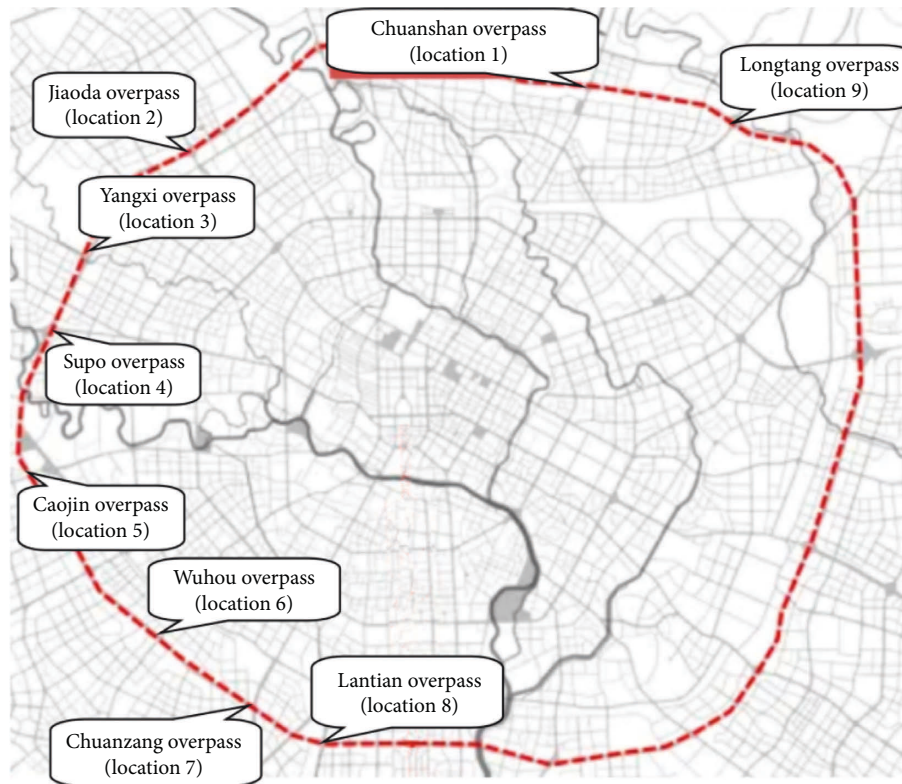 Chuanshan overpass
(location 1)
Longtang overpass
(location 9)
Jiaoda overpass
(location 2)
Yangxi overpass
(location 3)
Supo overpass
(location 4)
Caojin overpass
(location 5)
Wuhou overpass
(location 6)
Lantian overpass
(location 8)
Chuanzang overpass
(location 7)